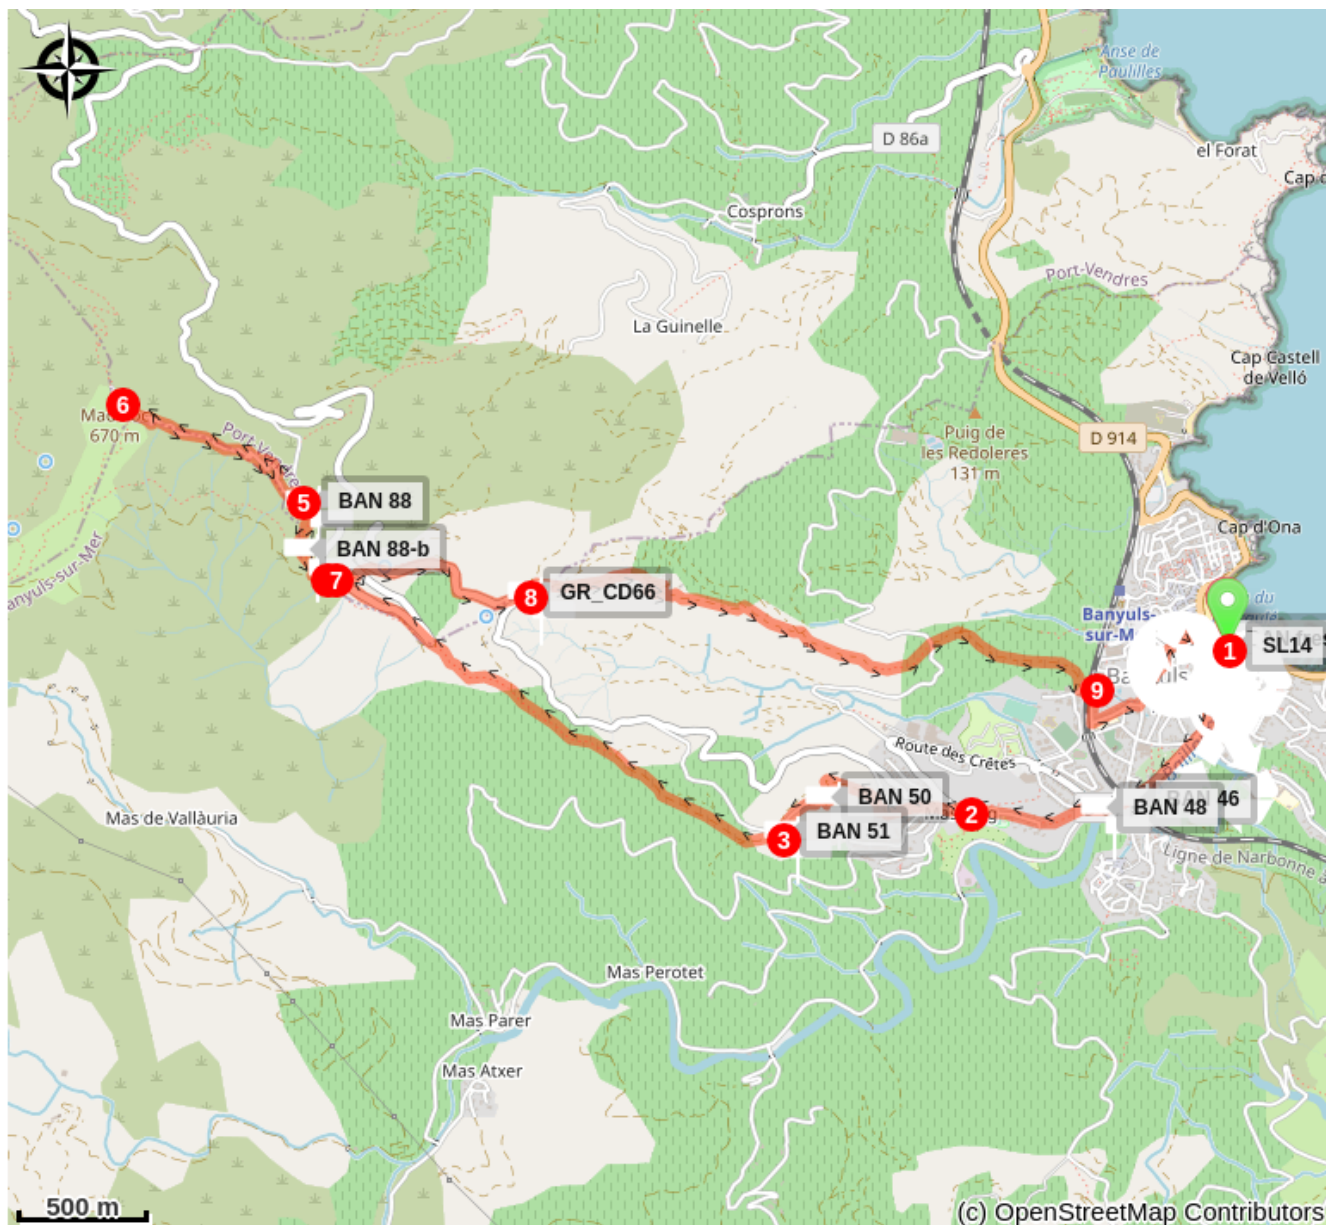 Anse de
Paulilles
D 86a
el Forat
Cap d
Cosprons
Port-Vendres
La Guinelle
Cap Castell
de Velló
6
670 m
Puig de
les Redoleres
131 m
D 914
5
BAN 88
Cap d'Ona
BAN 88-b
7
8
GR_CD66
Banyuls-
sur-M
du
1
SL14
9
Route des Crêtes
BAN 50
2
BAN 48
46
3
BAN 51
Mas de Vallàuria
Ligne de Narbonne à
Mas Perotet
Mas Parer
Mas Atxer
500 m
(c) OpenStreetMap Contributors